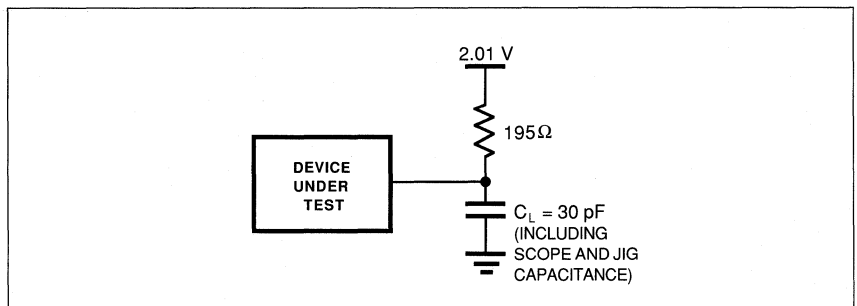 2.01 V
195Ω
DEVICE
UNDER
TEST
C_L = 30 pF
(INCLUDING
SCOPE AND JIG
CAPACITANCE)